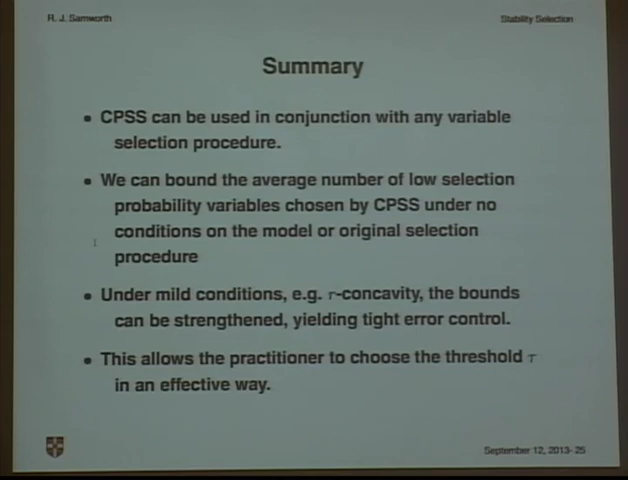 R. J. Samworth
Stability Selection
Summary
• CPSS can be used in conjunction with any variable
selection procedure.
• We can bound the average number of low selection
probability variables chosen by CPSS under no
conditions on the model or original selection
procedure
• Under mild conditions, e.g. r-concavity, the bounds
can be strengthened, yielding tight error control.
• This allows the practitioner to choose the threshold τ
in an effective way.
September 12, 2013- 25